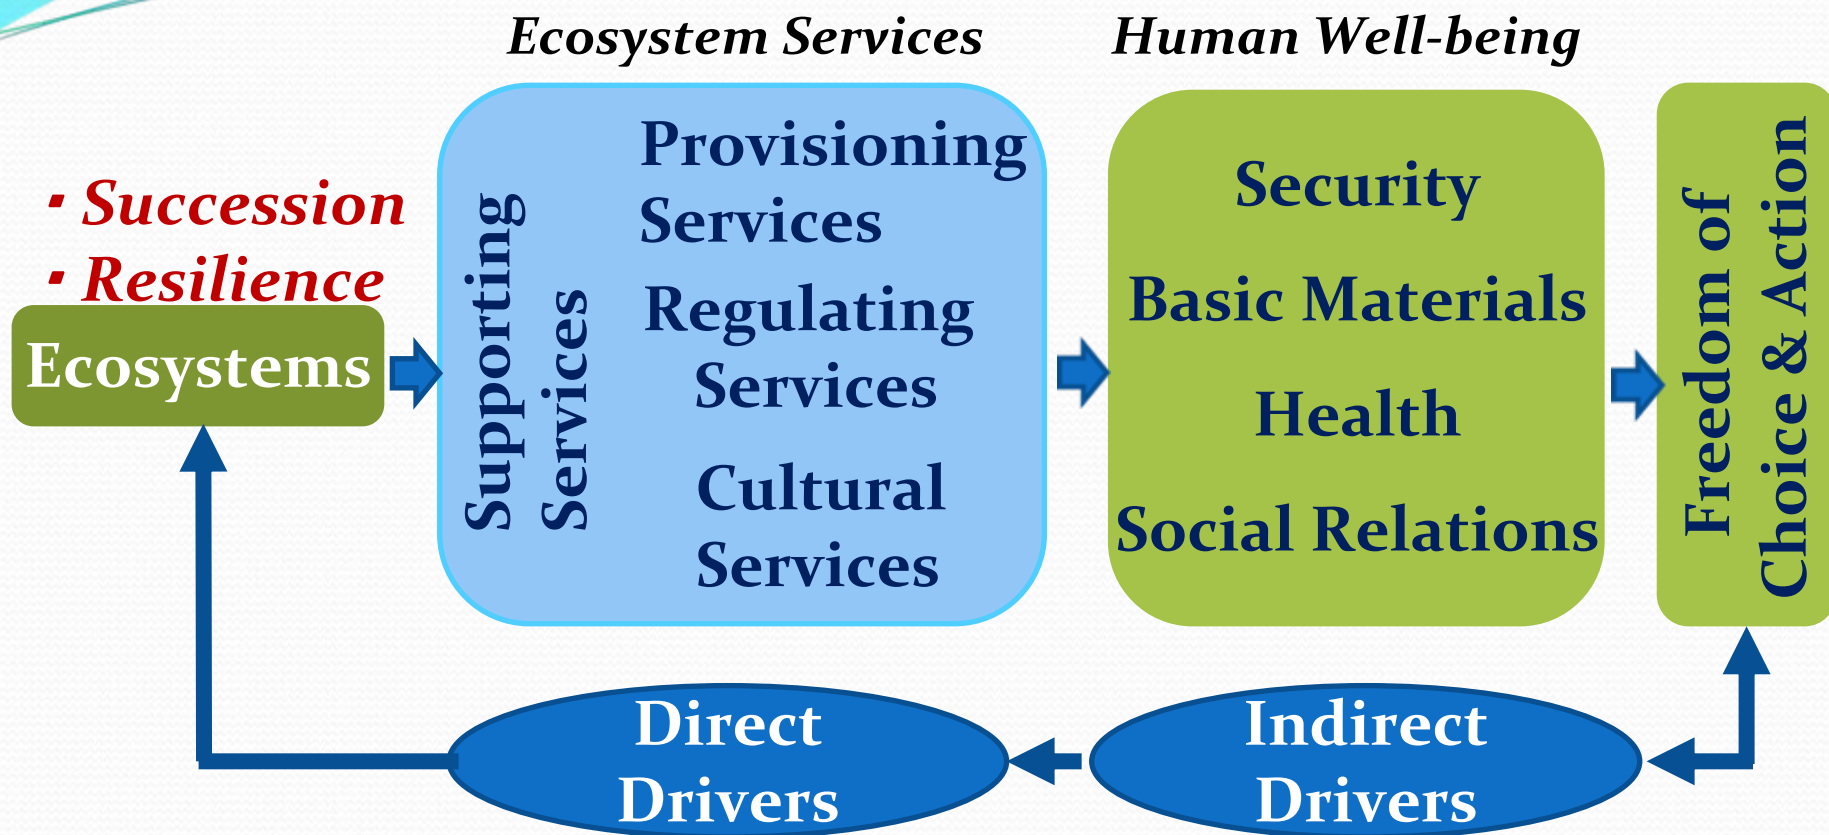 Ecosystem Services
Human Well-being
▪ Succession
▪ Resilience
Ecosystems
Supporting
Services
Provisioning
Services
Regulating
Services
Cultural
Services
Security
Basic Materials
Health
Social Relations
Freedom of
Choice & Action
Direct
Drivers
Indirect
Drivers